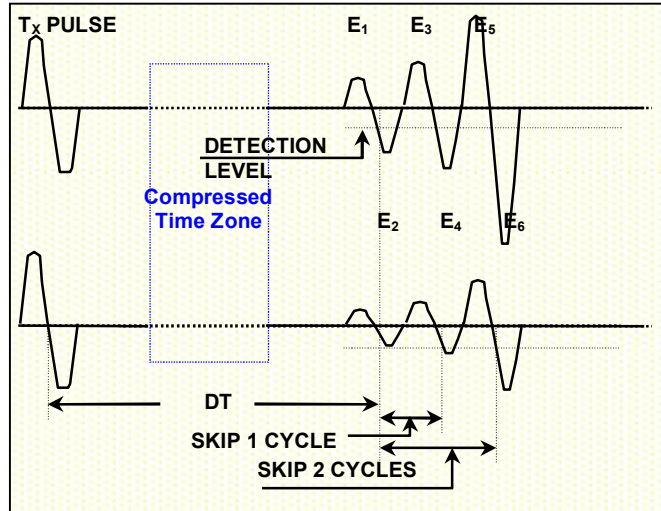 Tₓ PULSE
E₁ E₃ E₅
DETECTION
LEVEL
Compressed
Time Zone
E₂ E₄ E₆
DT
SKIP 1 CYCLE
SKIP 2 CYCLES